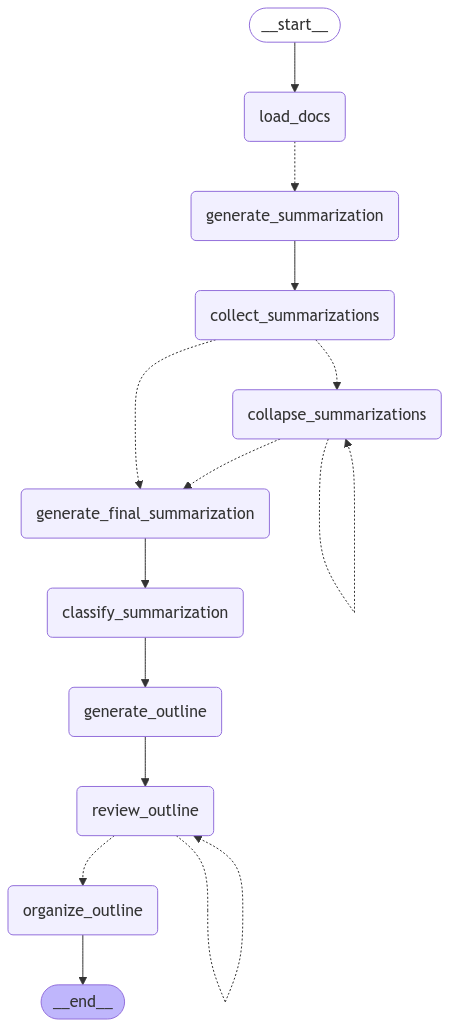 __start__
load_docs
generate_summarization
collect_summarizations
collapse_summarizations
generate_final_summarization
classify_summarization
generate_outline
review_outline
organize_outline
__end__